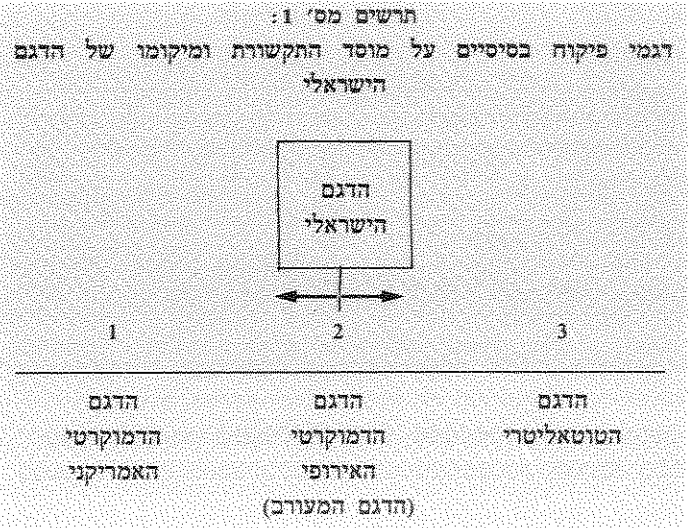 תרשים מס׳ 1:
דגמי פיקוח בסיסיים על מוסד התקשורת ומיקומו של הדגם
הישראלי
הדגם
הישראלי
1 2 3
הדגם הדגם הדגם
הדמוקרטי הדמוקרטי הטוטאליטרי
האמריקני האירופי
(הדגם המעורב)